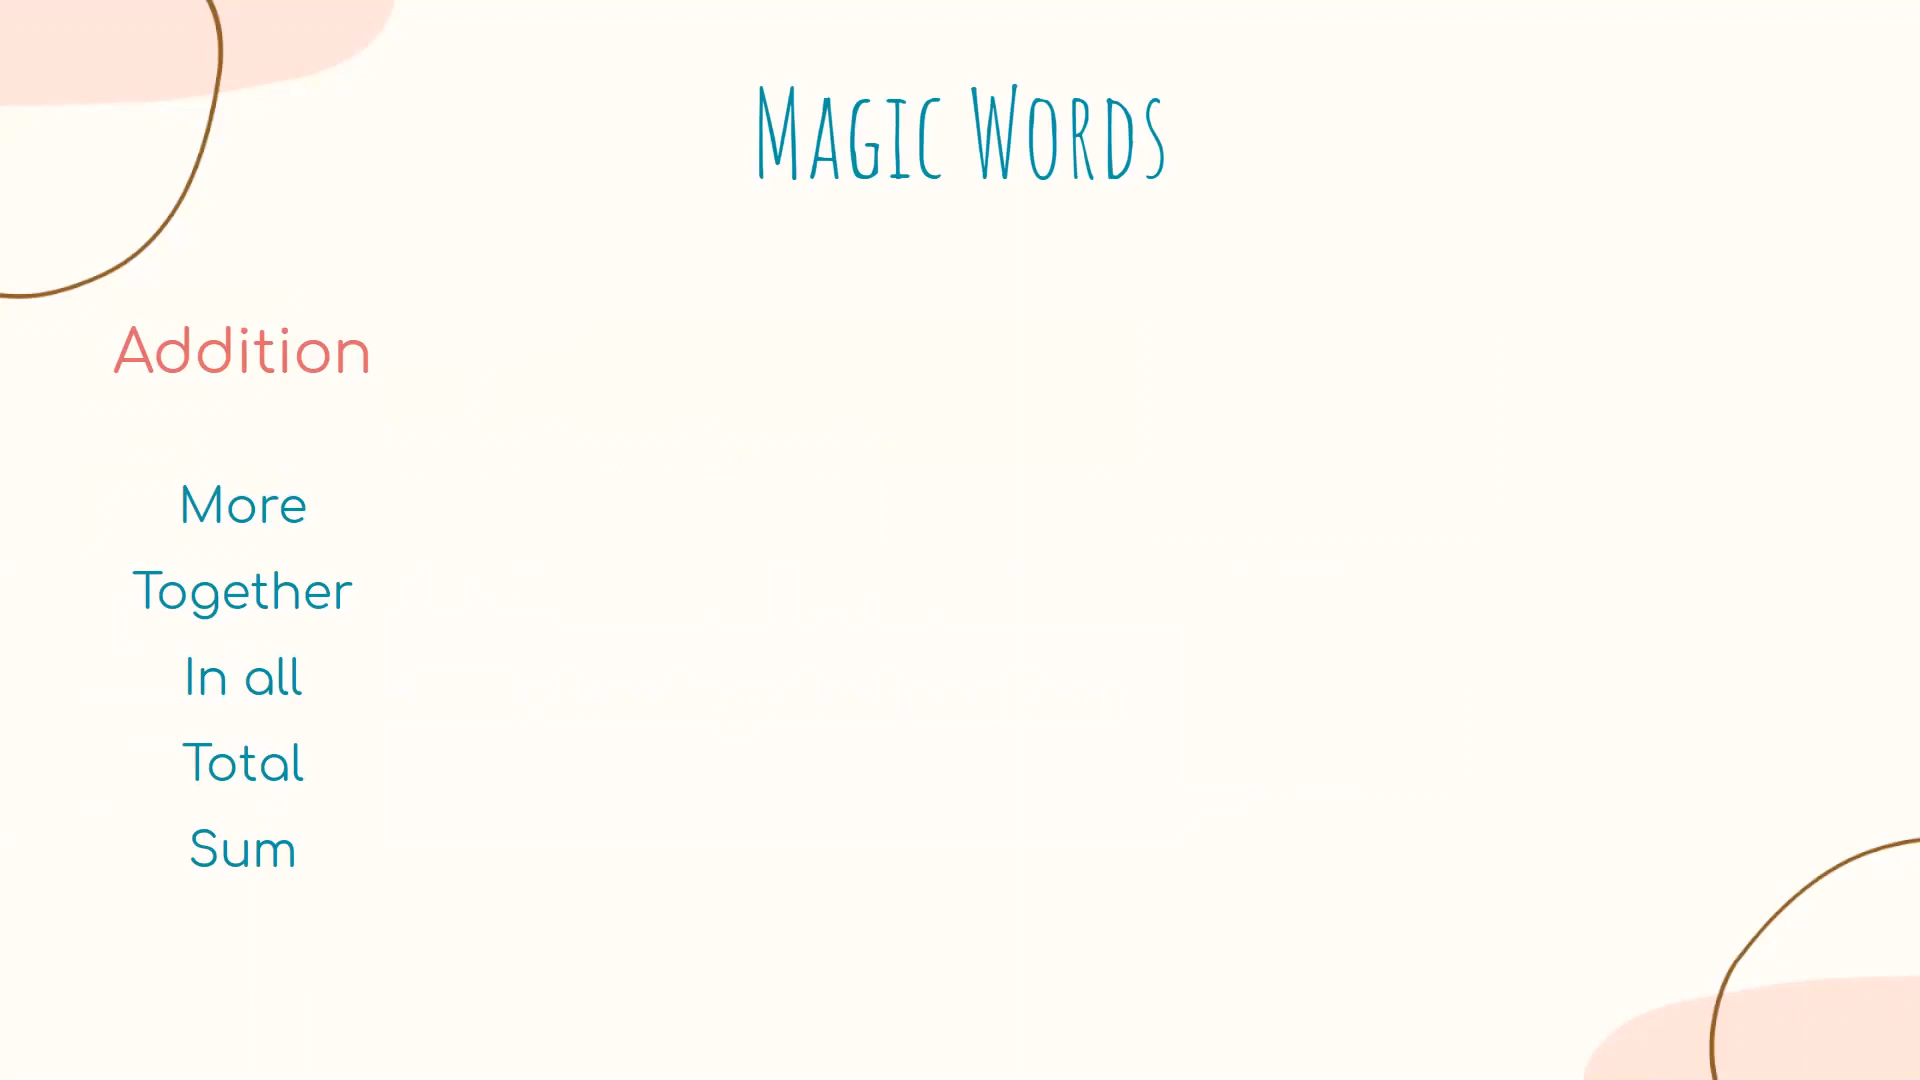 Magic Words
Addition
More
Together
In all
Total
Sum